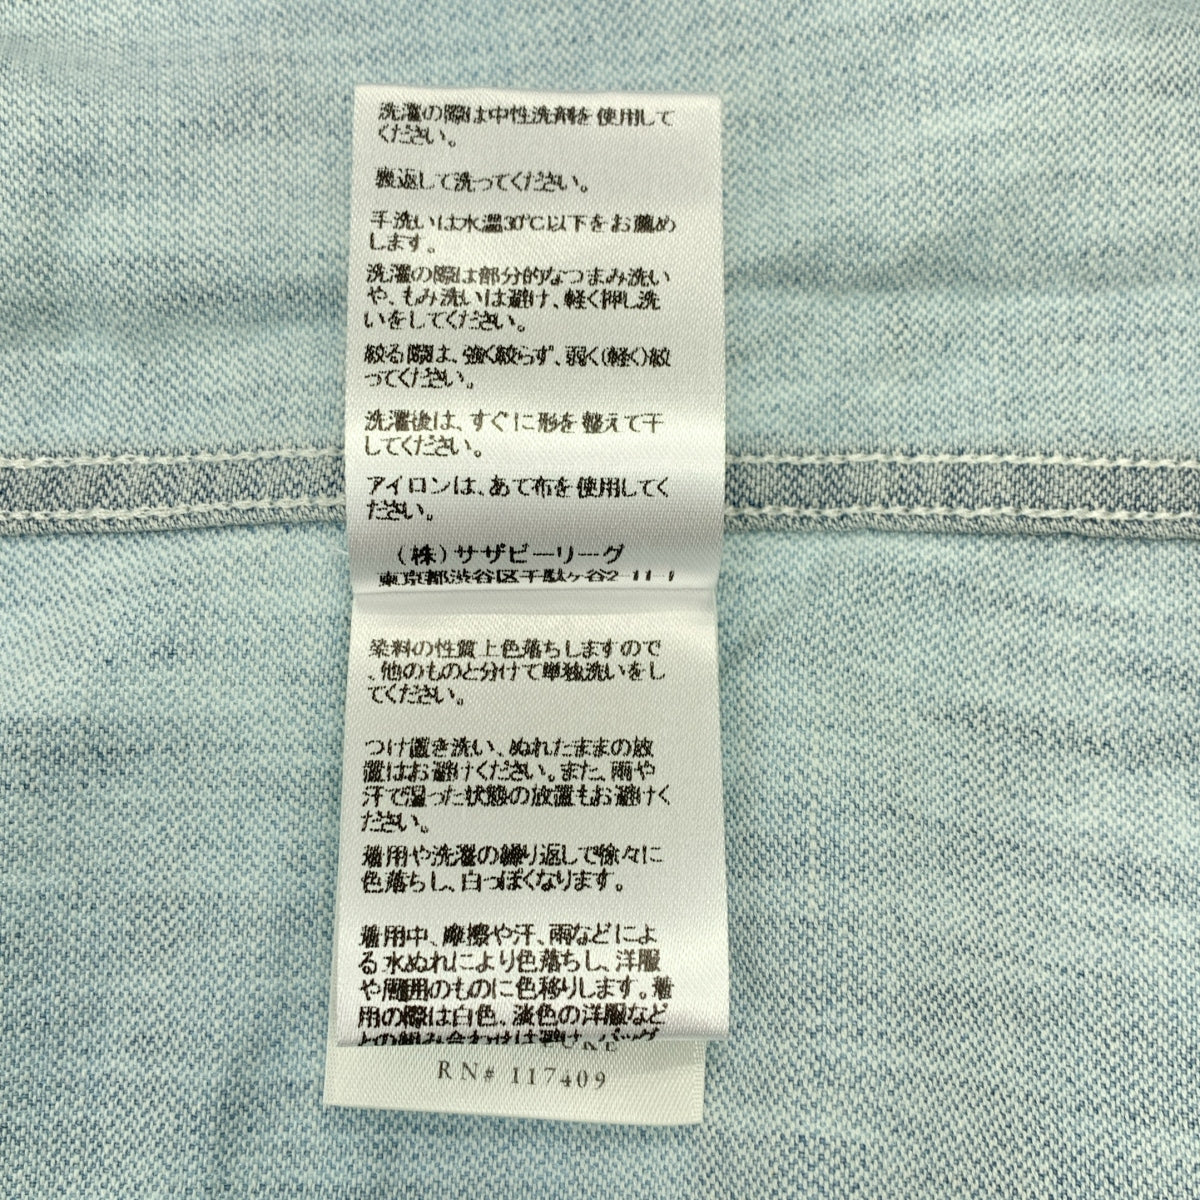 洗濯の際は中性洗剤を使用して
ください。
裏返して洗ってください。
手洗いは水温30℃以下をお薦め
します。
洗濯の際は部分的なつまみ洗い
や、もみ洗いは避け、軽く押し洗
いをしてください。
絞る際は、強く絞らず、弱く(軽く)絞
ってください。
洗濯後は、すぐに形を整えて干
してください。
アイロンは、あて布を使用してく
ださい。
(株)サザビーリーグ
東京都渋谷区千駄ヶ谷2-11-1
染料の性質上色落ちしますので
、他のものと分けて単独洗いをし
てください。
つけ置き洗い、ぬれたままの放
置はお避けください。また、雨や
汗で湿った状態の放置もお避けく
ださい。
着用や洗濯の繰り返しで徐々に
色落ちし、白っぽくなります。
着用中、摩擦や汗、雨などによ
る水ぬれにより色落ちし、洋服
や雁用のものに色移りします。着
用の際は白色、淡色の洋服など
との組み合わせは避け、バッグ
RN# 117409